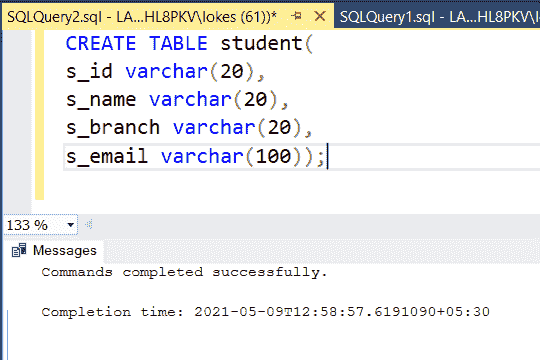 SQLQuery2.sql - LA...HL8PKV\lokes (61))*
SQLQuery1.sql - LA...HL8PKV\l
CREATE TABLE student(
s_id varchar(20),
s_name varchar(20),
s_branch varchar(20),
s_email varchar(100));
133 %
Messages
Commands completed successfully.
Completion time: 2021-05-09T12:58:57.6191090+05:30